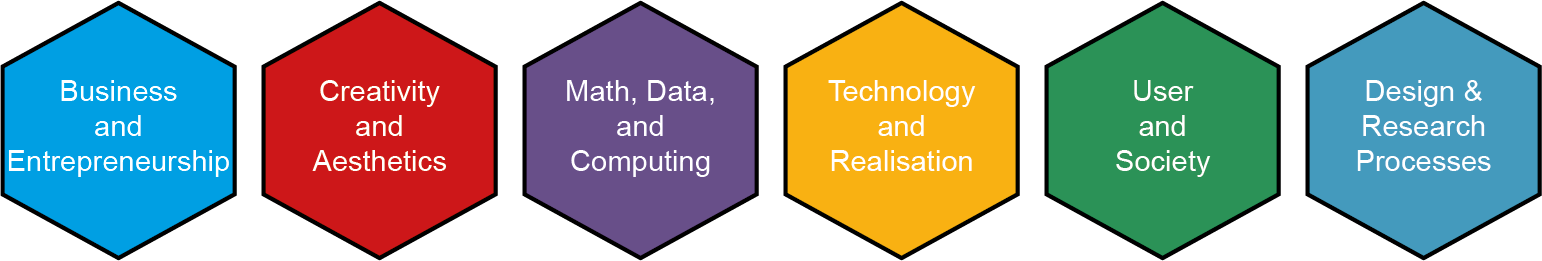 Business
and
Entrepreneurship
Creativity
and
Aesthetics
Math, Data,
and
Computing
Technology
and
Realisation
User
and
Society
Design &
Research
Processes